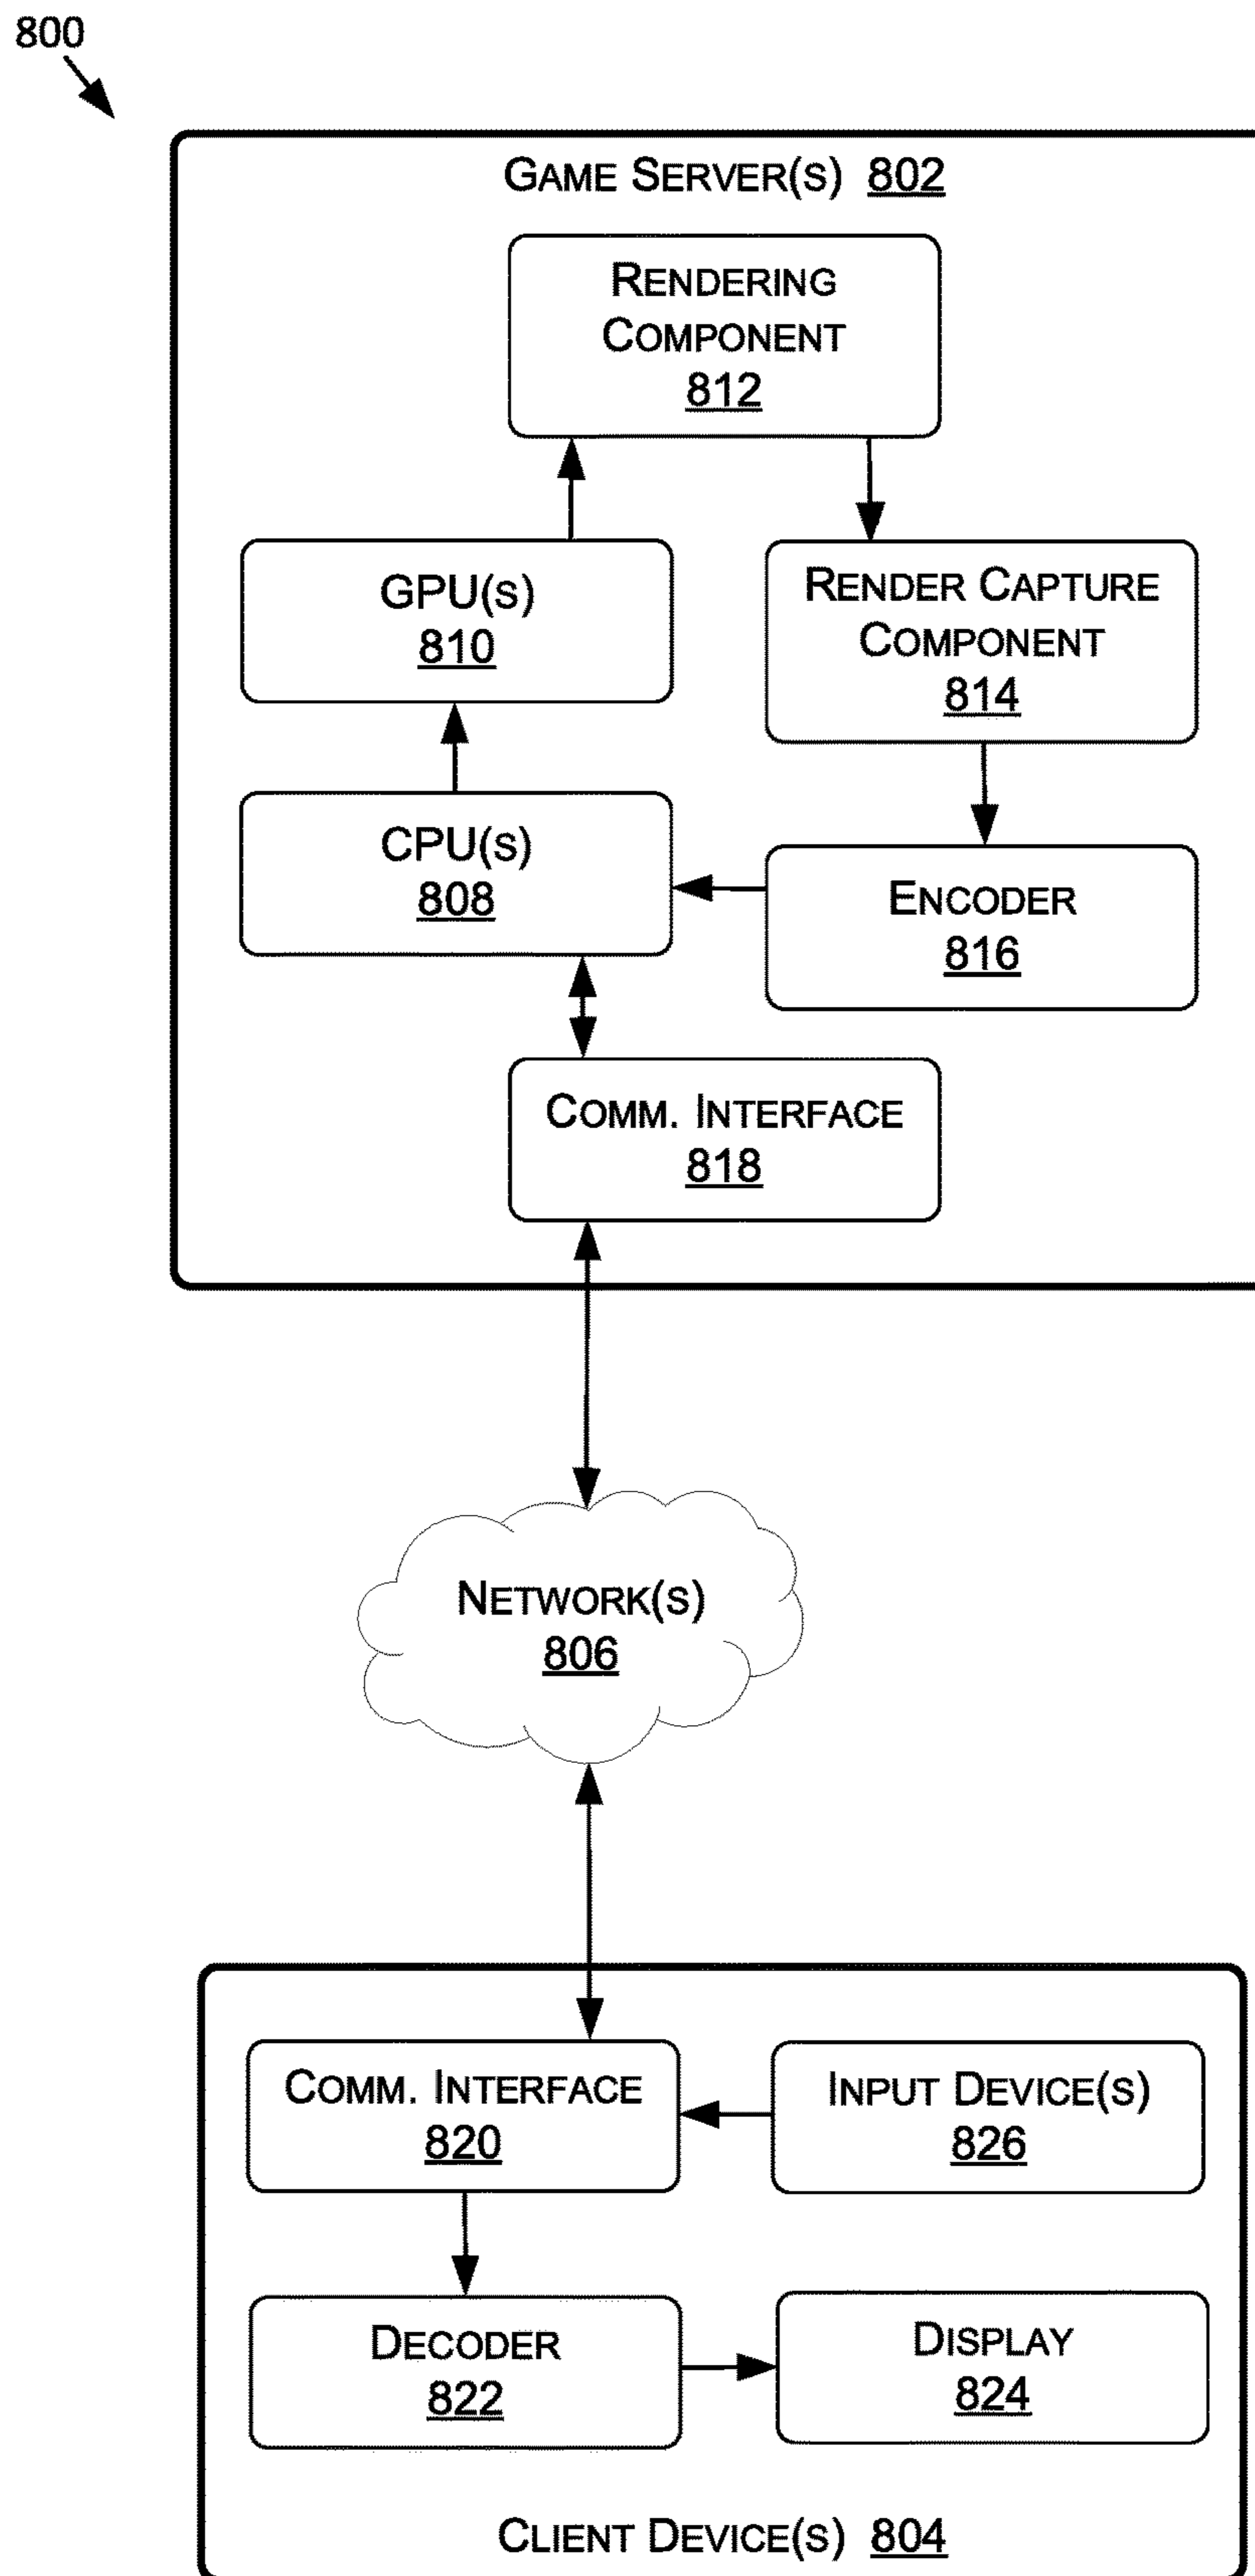 800
GAME SERVER(S) 802
RENDERING
COMPONENT
812
GPU(S)
810
RENDER CAPTURE
COMPONENT
814
CPU(S)
808
ENCODER
816
COMM. INTERFACE
818
NETWORK(S)
806
COMM. INTERFACE
820
INPUT DEVICE(S)
826
DECODER
822
DISPLAY
824
CLIENT DEVICE(S) 804